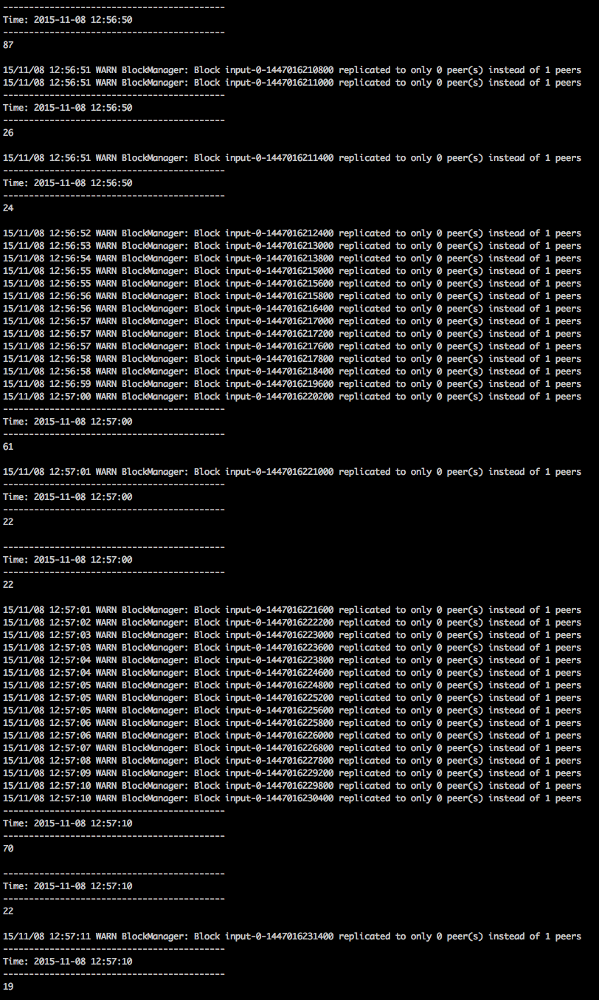 -------------------------------------------
Time: 2015-11-08 12:56:50
-------------------------------------------
87
15/11/08 12:56:51 WARN BlockManager: Block input-0-1447016210800 replicated to only 0 peer(s) instead of 1 peers
15/11/08 12:56:51 WARN BlockManager: Block input-0-1447016211000 replicated to only 0 peer(s) instead of 1 peers
-------------------------------------------
Time: 2015-11-08 12:56:50
-------------------------------------------
26
15/11/08 12:56:51 WARN BlockManager: Block input-0-1447016211400 replicated to only 0 peer(s) instead of 1 peers
-------------------------------------------
Time: 2015-11-08 12:56:50
-------------------------------------------
24
15/11/08 12:56:52 WARN BlockManager: Block input-0-1447016212400 replicated to only 0 peer(s) instead of 1 peers
15/11/08 12:56:53 WARN BlockManager: Block input-0-1447016213000 replicated to only 0 peer(s) instead of 1 peers
15/11/08 12:56:54 WARN BlockManager: Block input-0-1447016213800 replicated to only 0 peer(s) instead of 1 peers
15/11/08 12:56:55 WARN BlockManager: Block input-0-1447016215000 replicated to only 0 peer(s) instead of 1 peers
15/11/08 12:56:55 WARN BlockManager: Block input-0-1447016215600 replicated to only 0 peer(s) instead of 1 peers
15/11/08 12:56:56 WARN BlockManager: Block input-0-1447016215800 replicated to only 0 peer(s) instead of 1 peers
15/11/08 12:56:56 WARN BlockManager: Block input-0-1447016216400 replicated to only 0 peer(s) instead of 1 peers
15/11/08 12:56:57 WARN BlockManager: Block input-0-1447016217000 replicated to only 0 peer(s) instead of 1 peers
15/11/08 12:56:57 WARN BlockManager: Block input-0-1447016217200 replicated to only 0 peer(s) instead of 1 peers
15/11/08 12:56:57 WARN BlockManager: Block input-0-1447016217600 replicated to only 0 peer(s) instead of 1 peers
15/11/08 12:56:58 WARN BlockManager: Block input-0-1447016217800 replicated to only 0 peer(s) instead of 1 peers
15/11/08 12:56:58 WARN BlockManager: Block input-0-1447016218400 replicated to only 0 peer(s) instead of 1 peers
15/11/08 12:56:59 WARN BlockManager: Block input-0-1447016219600 replicated to only 0 peer(s) instead of 1 peers
15/11/08 12:57:00 WARN BlockManager: Block input-0-1447016220200 replicated to only 0 peer(s) instead of 1 peers
-------------------------------------------
Time: 2015-11-08 12:57:00
-------------------------------------------
61
15/11/08 12:57:01 WARN BlockManager: Block input-0-1447016221000 replicated to only 0 peer(s) instead of 1 peers
-------------------------------------------
Time: 2015-11-08 12:57:00
-------------------------------------------
22
-------------------------------------------
Time: 2015-11-08 12:57:00
-------------------------------------------
22
15/11/08 12:57:01 WARN BlockManager: Block input-0-1447016221600 replicated to only 0 peer(s) instead of 1 peers
15/11/08 12:57:02 WARN BlockManager: Block input-0-1447016222200 replicated to only 0 peer(s) instead of 1 peers
15/11/08 12:57:03 WARN BlockManager: Block input-0-1447016223000 replicated to only 0 peer(s) instead of 1 peers
15/11/08 12:57:03 WARN BlockManager: Block input-0-1447016223600 replicated to only 0 peer(s) instead of 1 peers
15/11/08 12:57:04 WARN BlockManager: Block input-0-1447016223800 replicated to only 0 peer(s) instead of 1 peers
15/11/08 12:57:04 WARN BlockManager: Block input-0-1447016224600 replicated to only 0 peer(s) instead of 1 peers
15/11/08 12:57:05 WARN BlockManager: Block input-0-1447016224800 replicated to only 0 peer(s) instead of 1 peers
15/11/08 12:57:05 WARN BlockManager: Block input-0-1447016225200 replicated to only 0 peer(s) instead of 1 peers
15/11/08 12:57:05 WARN BlockManager: Block input-0-1447016225600 replicated to only 0 peer(s) instead of 1 peers
15/11/08 12:57:06 WARN BlockManager: Block input-0-1447016225800 replicated to only 0 peer(s) instead of 1 peers
15/11/08 12:57:06 WARN BlockManager: Block input-0-1447016226000 replicated to only 0 peer(s) instead of 1 peers
15/11/08 12:57:07 WARN BlockManager: Block input-0-1447016226800 replicated to only 0 peer(s) instead of 1 peers
15/11/08 12:57:08 WARN BlockManager: Block input-0-1447016227800 replicated to only 0 peer(s) instead of 1 peers
15/11/08 12:57:09 WARN BlockManager: Block input-0-1447016229200 replicated to only 0 peer(s) instead of 1 peers
15/11/08 12:57:10 WARN BlockManager: Block input-0-1447016229800 replicated to only 0 peer(s) instead of 1 peers
15/11/08 12:57:10 WARN BlockManager: Block input-0-1447016230400 replicated to only 0 peer(s) instead of 1 peers
-------------------------------------------
Time: 2015-11-08 12:57:10
-------------------------------------------
70
-------------------------------------------
Time: 2015-11-08 12:57:10
-------------------------------------------
22
15/11/08 12:57:11 WARN BlockManager: Block input-0-1447016231400 replicated to only 0 peer(s) instead of 1 peers
-------------------------------------------
Time: 2015-11-08 12:57:10
-------------------------------------------
19